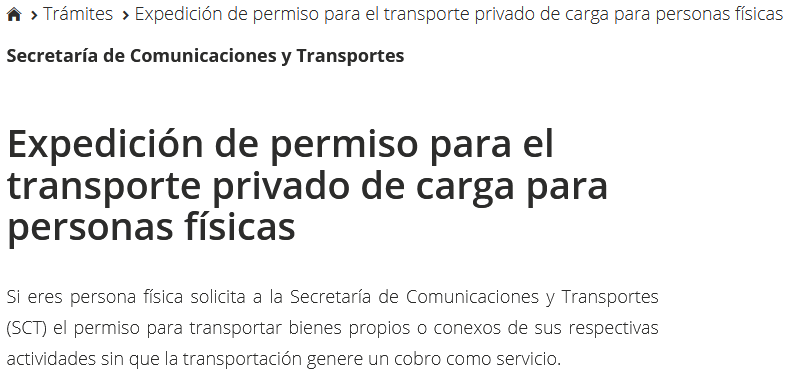 Trámites Expedición de permiso para el transporte privado de carga para personas físicas
Secretaría de Comunicaciones y Transportes
Expedición de permiso para el
transporte privado de carga para
personas físicas
Si eres persona física solicita a la Secretaría de Comunicaciones y Transportes
(SCT) el permiso para transportar bienes propios o conexos de sus respectivas
actividades sin que la transportación genere un cobro como servicio.